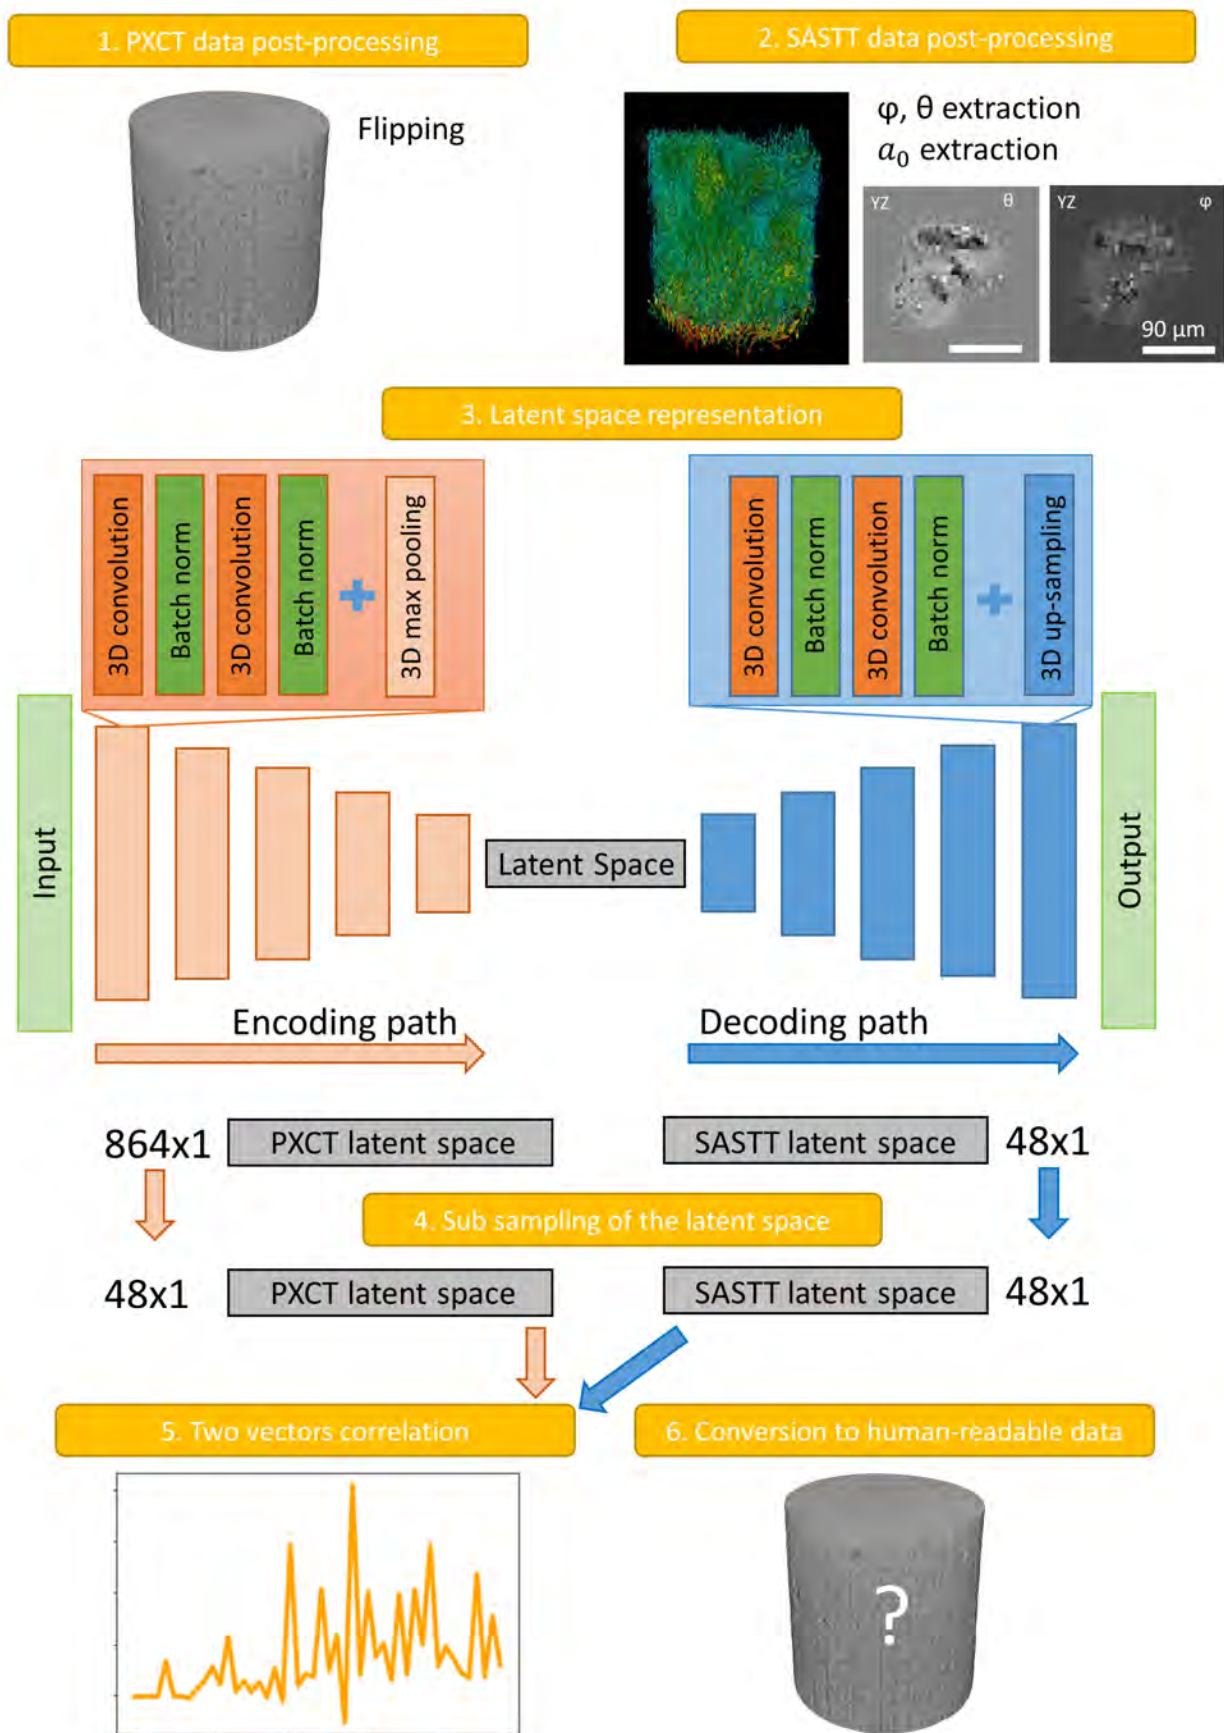 1. PXCT data post-processing
2. SASTT data post-processing
Flipping
φ, θ extraction
a₀ extraction
YZ
θ
YZ
φ
90 μm
3. Latent space representation
3D convolution
Batch norm
3D convolution
Batch norm
3D max pooling
3D convolution
Batch norm
3D convolution
Batch norm
3D up-sampling
Input
Latent Space
Output
Encoding path
Decoding path
864x1
PXCT latent space
SASTT latent space
48x1
4. Sub sampling of the latent space
48x1
PXCT latent space
SASTT latent space
48x1
5. Two vectors correlation
6. Conversion to human-readable data
?